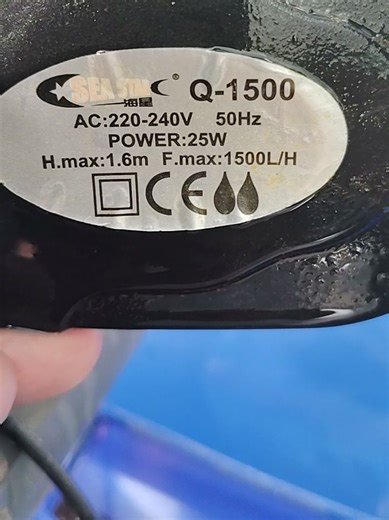 SEA STAR Q-1500
海星
AC:220-240V 50Hz
POWER:25W
H.max:1.6m F.max:1500L/H
CE